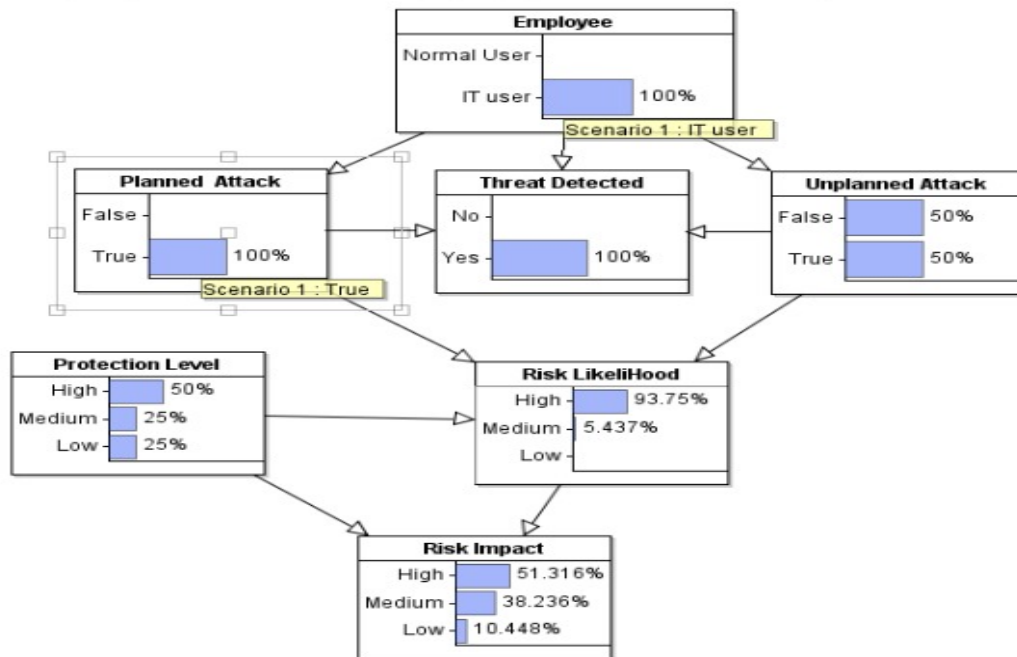 Employee
Normal User
IT user 100%
Scenario 1 : IT user
Planned Attack
False
True 100%
Scenario 1 : True
Threat Detected
No
Yes 100%
Unplanned Attack
False 50%
True 50%
Protection Level
High 50%
Medium 25%
Low 25%
Risk LikeliHood
High 93.75%
Medium 5.437%
Low
Risk Impact
High 51.316%
Medium 38.236%
Low 10.448%